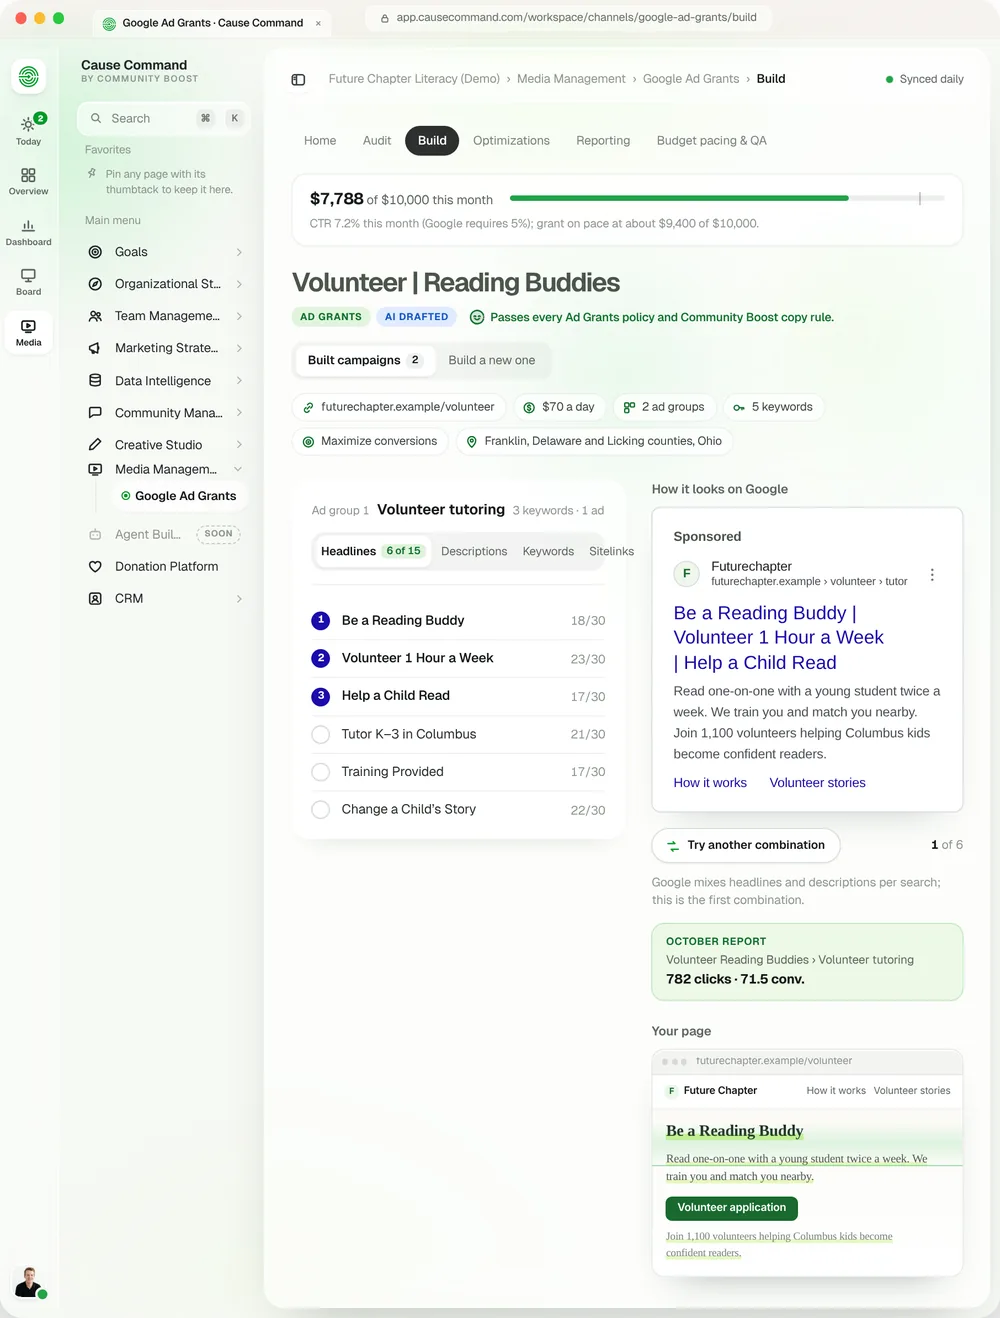 Google Ad Grants · Cause Command ×
app.causecommand.com/workspace/channels/google-ad-grants/build
Today 2
Overview
Dashboard
Board
Media
Cause Command
BY COMMUNITY BOOST
Search ⌘ K
Favorites
Pin any page with its
thumbtack to keep it here.
Main menu
Goals
Organizational St...
Team Manageme...
Marketing Strate...
Data Intelligence
Community Mana...
Creative Studio
Media Managem...
Google Ad Grants
Agent Buil... SOON
Donation Platform
CRM
Future Chapter Literacy (Demo) › Media Management › Google Ad Grants › Build
Synced daily
Home Audit Build Optimizations Reporting Budget pacing & QA
$7,788 of $10,000 this month
CTR 7.2% this month (Google requires 5%); grant on pace at about $9,400 of $10,000.
Volunteer | Reading Buddies
AD GRANTS AI DRAFTED Passes every Ad Grants policy and Community Boost copy rule.
Built campaigns 2 Build a new one
futurechapter.example/volunteer $70 a day 2 ad groups 5 keywords
Maximize conversions Franklin, Delaware and Licking counties, Ohio
Ad group 1 Volunteer tutoring 3 keywords · 1 ad
Headlines 6 of 15 Descriptions Keywords Sitelinks
1 Be a Reading Buddy 18/30
2 Volunteer 1 Hour a Week 23/30
3 Help a Child Read 17/30
Tutor K–3 in Columbus 21/30
Training Provided 17/30
Change a Child's Story 22/30
How it looks on Google
Sponsored
F Futurechapter
futurechapter.example › volunteer › tutor
Be a Reading Buddy |
Volunteer 1 Hour a Week
| Help a Child Read
Read one-on-one with a young student twice a
week. We train you and match you nearby.
Join 1,100 volunteers helping Columbus kids
become confident readers.
How it works Volunteer stories
Try another combination 1 of 6
Google mixes headlines and descriptions per search;
this is the first combination.
OCTOBER REPORT
Volunteer Reading Buddies › Volunteer tutoring
782 clicks · 71.5 conv.
Your page
futurechapter.example/volunteer
F Future Chapter How it works Volunteer stories
Be a Reading Buddy
Read one-on-one with a young student twice a week. We
train you and match you nearby.
Volunteer application
Join 1,100 volunteers helping Columbus kids become
confident readers.